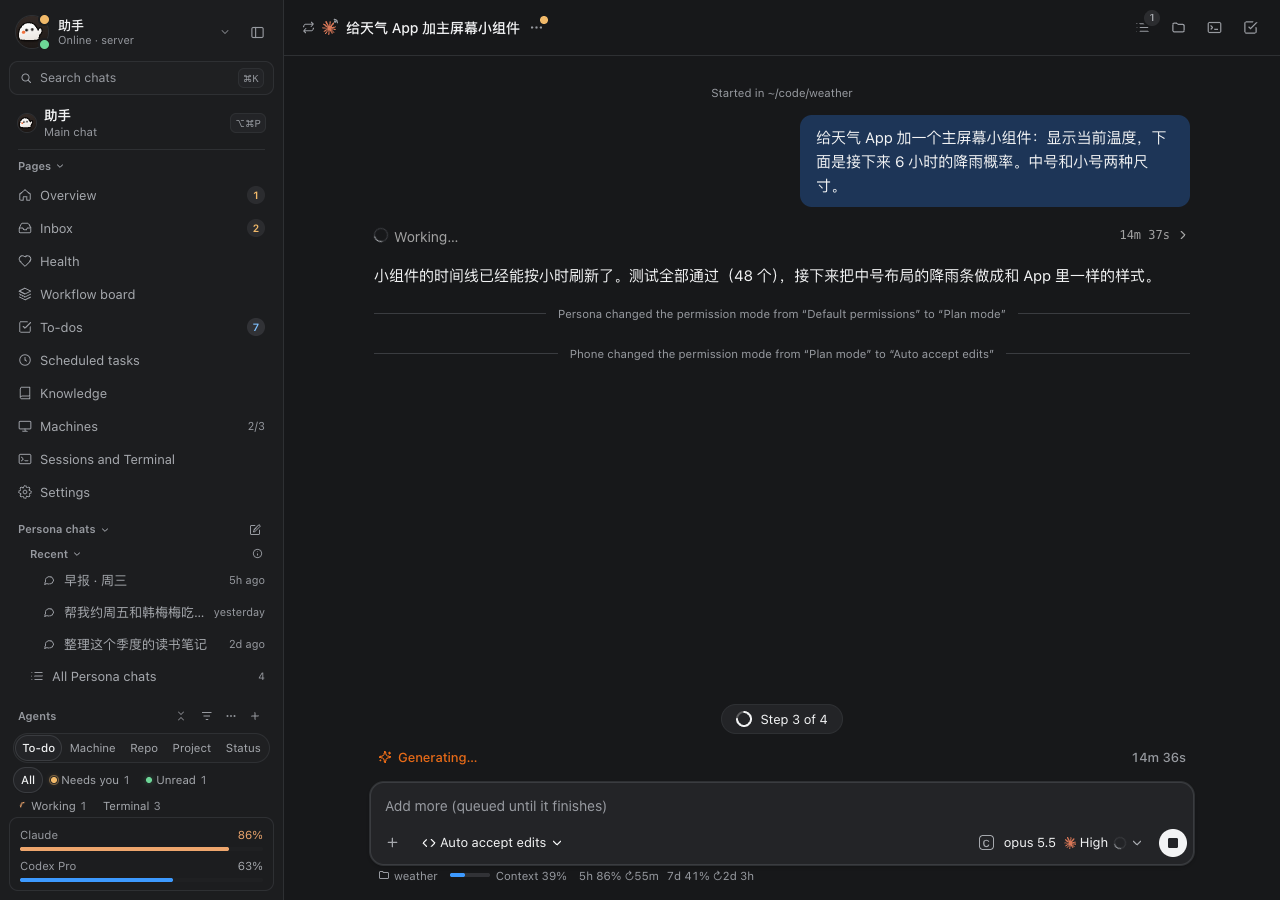 助手
Online · server
Search chats
⌘K
助手
Main chat
⌥⌘P
Pages
Overview
1
Inbox
2
Health
Workflow board
To-dos
7
Scheduled tasks
Knowledge
Machines
2/3
Sessions and Terminal
Settings
Persona chats
Recent
早报 · 周三
5h ago
帮我约周五和韩梅梅吃...
yesterday
整理这个季度的读书笔记
2d ago
All Persona chats
4
Agents
To-do Machine Repo Project Status
All Needs you 1 Unread 1
Working 1 Terminal 3
Claude
86%
Codex Pro
63%
给天气 App 加主屏幕小组件
1
Started in ~/code/weather
给天气 App 加一个主屏幕小组件：显示当前温度，下
面是接下来 6 小时的降雨概率。中号和小号两种尺
寸。
Working...
14m 37s
小组件的时间线已经能按小时刷新了。测试全部通过（48 个），接下来把中号布局的降雨条做成和 App 里一样的样式。
Persona changed the permission mode from “Default permissions” to “Plan mode”
Phone changed the permission mode from “Plan mode” to “Auto accept edits”
Step 3 of 4
Generating...
14m 36s
Add more (queued until it finishes)
Auto accept edits
C opus 5.5 High
weather Context 39% 5h 86% ↻55m 7d 41% ↻2d 3h